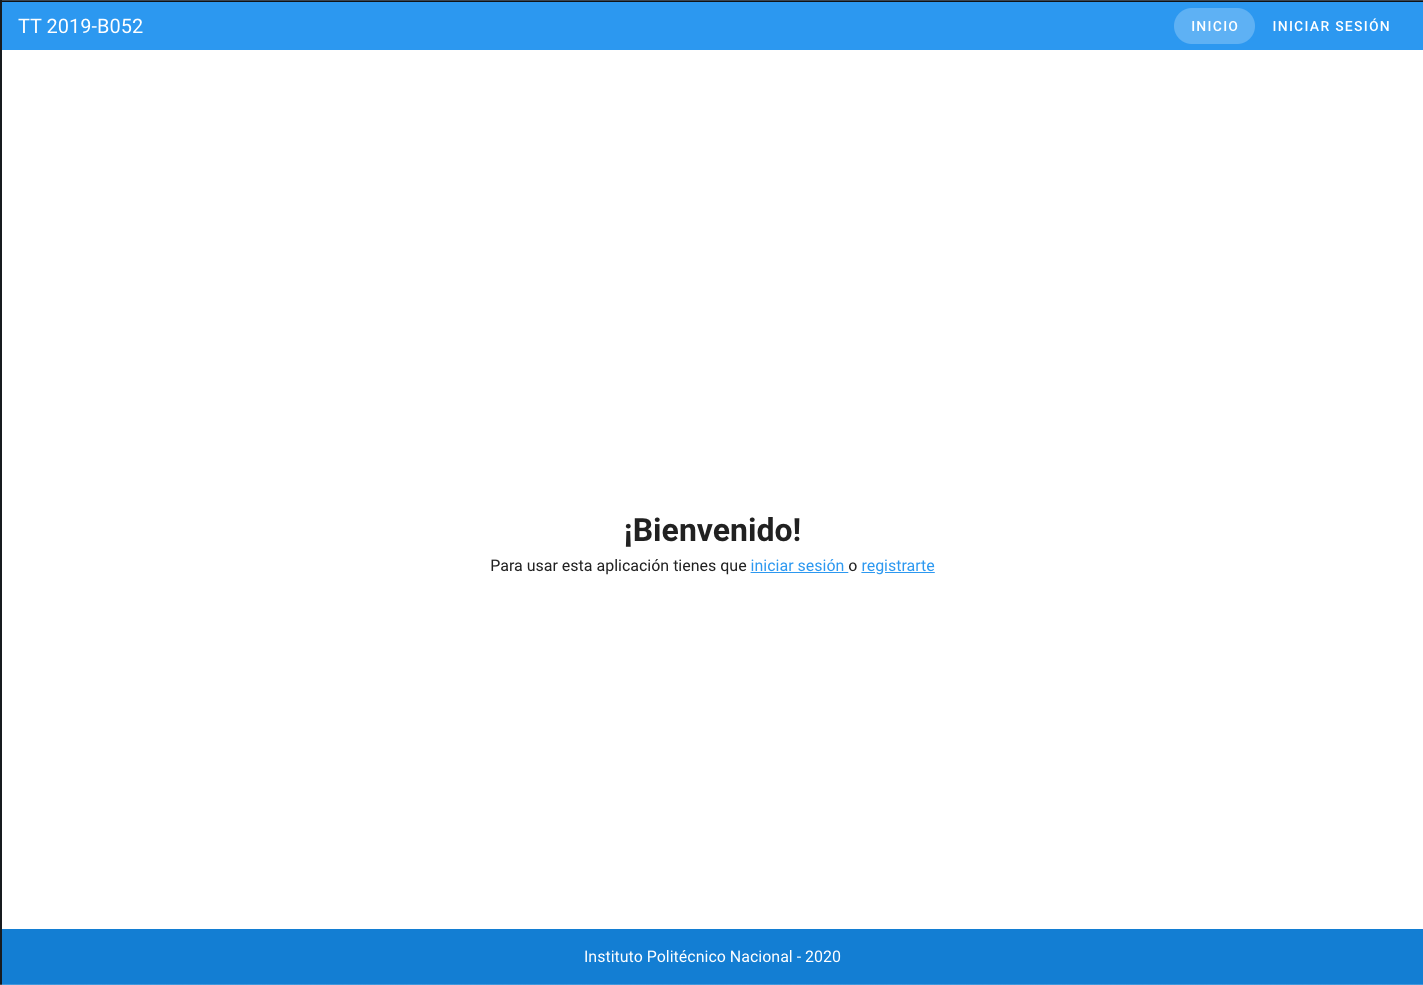 TT 2019-B052
INICIO
INICIAR SESIÓN
¡Bienvenido!
Para usar esta aplicación tienes que iniciar sesión o registrarte
Instituto Politécnico Nacional - 2020